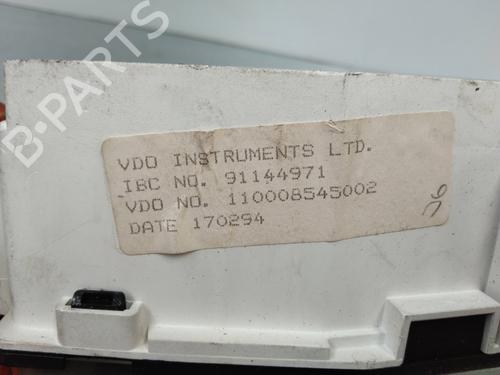 B-PARTS
VDO INSTRUMENTS LTD.
IBC NO. 91144971
VDO NO. 110008545002
DATE 170294